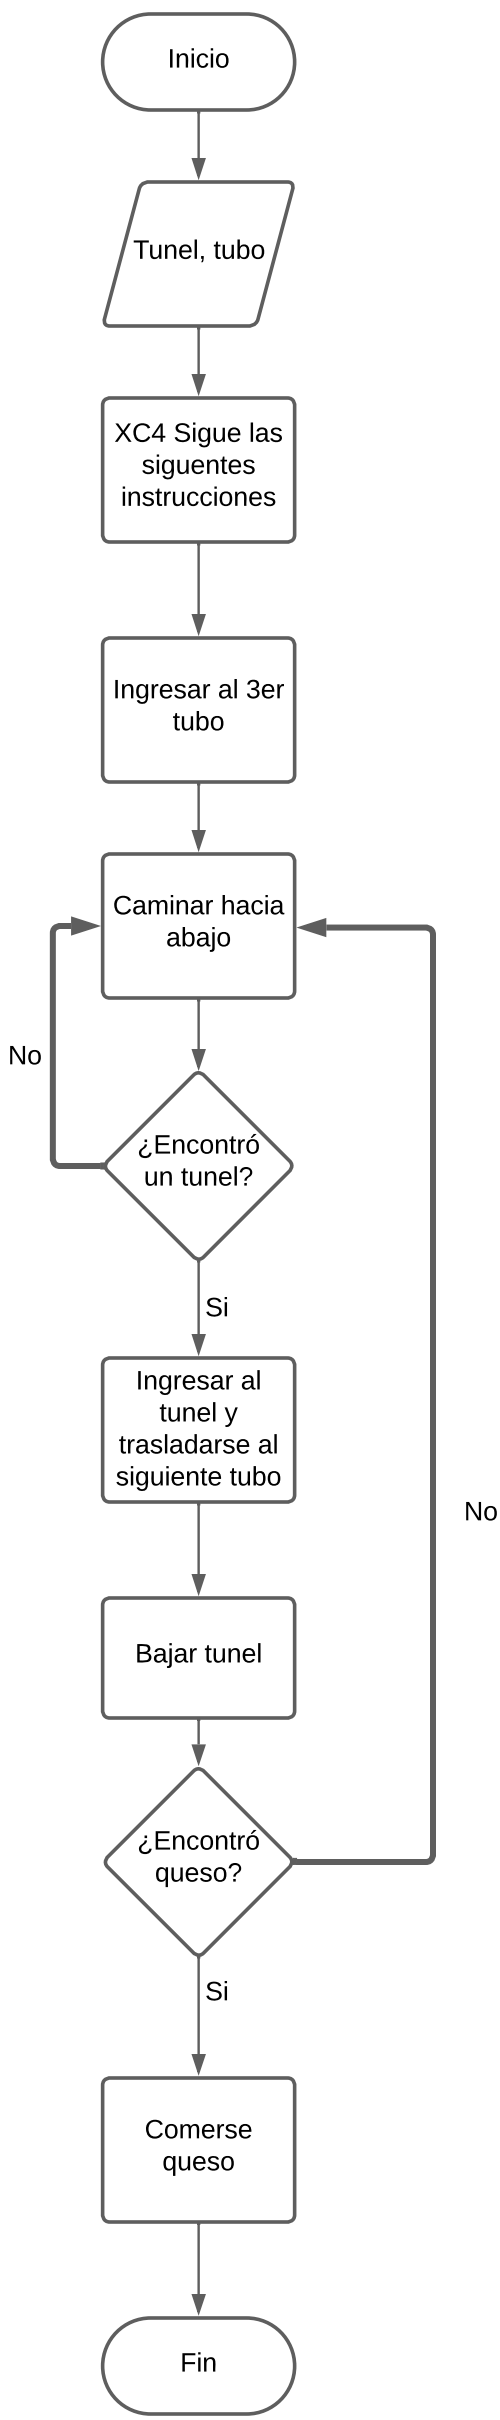 Inicio
Tunel, tubo
XC4 Sigue las
siguentes
instrucciones
Ingresar al 3er
tubo
Caminar hacia
abajo
No
¿Encontró
un tunel?
Si
Ingresar al
tunel y
trasladarse al
siguiente tubo
No
Bajar tunel
¿Encontró
queso?
Si
Comerse
queso
Fin